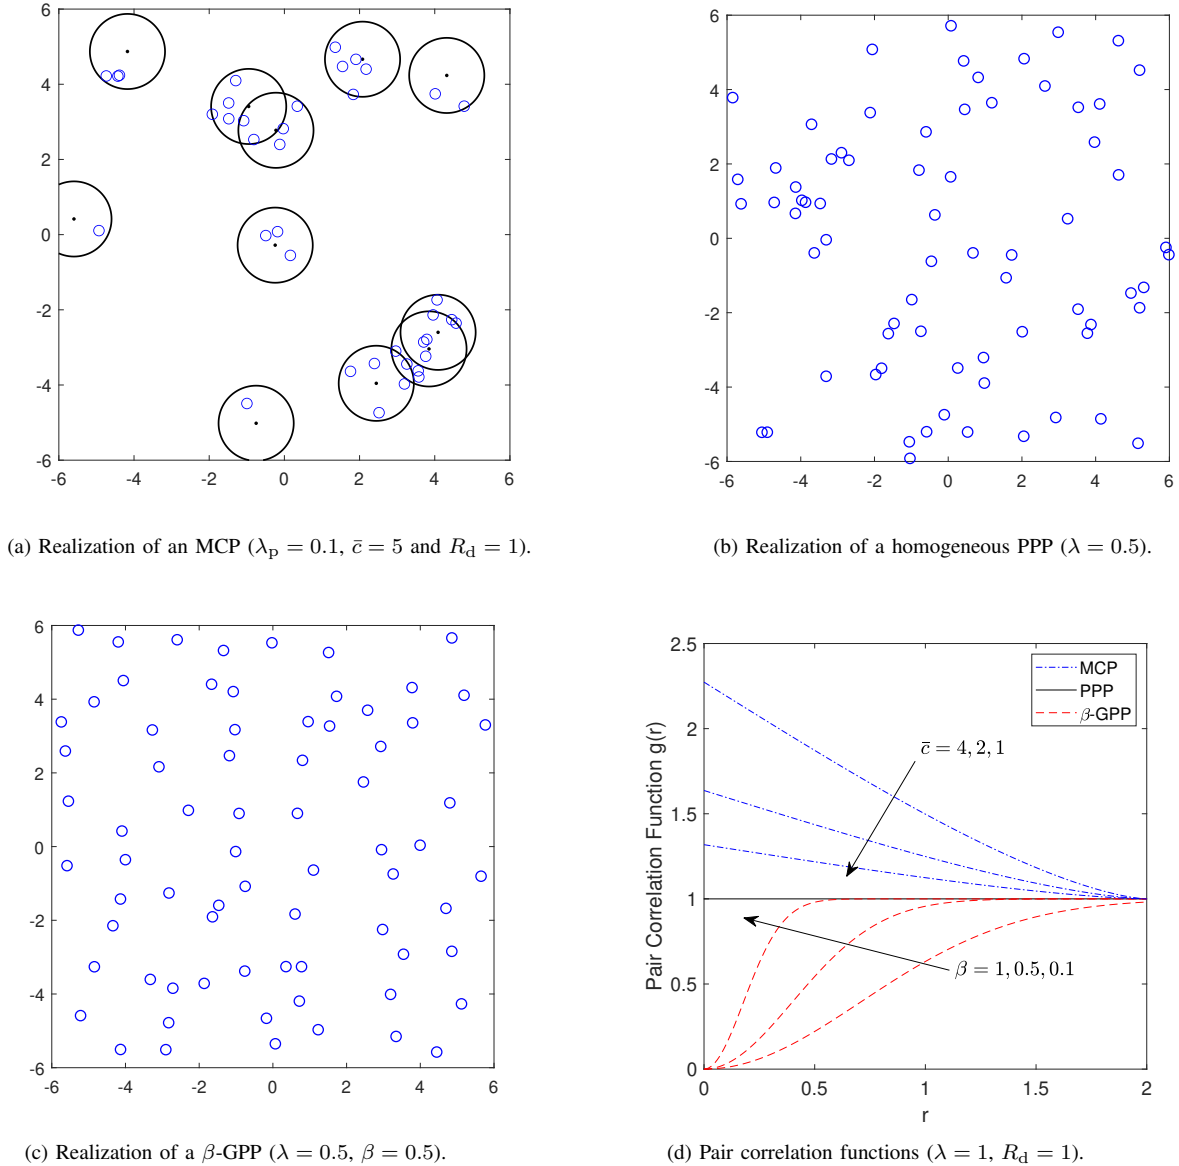 6
4
2
0
-2
-4
-6
-6 -4 -2 0 2 4 6
(a) Realization of an MCP (λp = 0.1, c̄ = 5 and Rd = 1).
6
4
2
0
-2
-4
-6
-6 -4 -2 0 2 4 6
(b) Realization of a homogeneous PPP (λ = 0.5).
6
4
2
0
-2
-4
-6
-6 -4 -2 0 2 4 6
(c) Realization of a β-GPP (λ = 0.5, β = 0.5).
2.5
2
1.5
1
0.5
0
Pair Correlation Function g(r)
MCP
PPP
β-GPP
c̄ = 4, 2, 1
β = 1, 0.5, 0.1
0 0.5 1 1.5 2
r
(d) Pair correlation functions (λ = 1, Rd = 1).